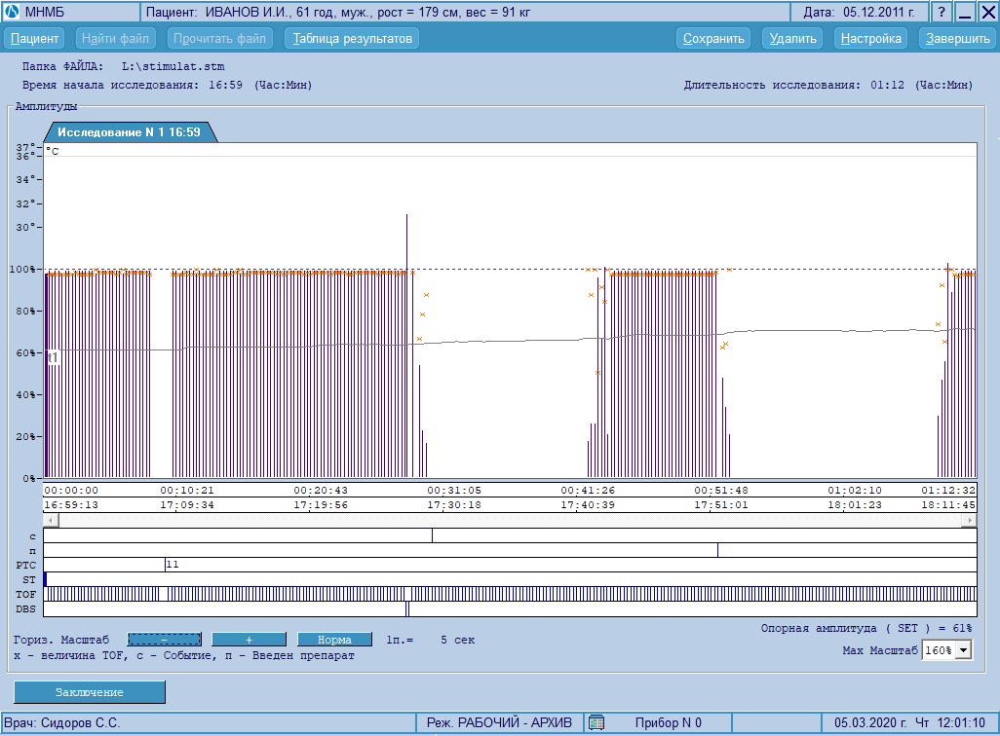 МНМБ Пациент: ИВАНОВ И.И., 61 год, муж., рост = 179 см, вес = 91 кг Дата: 05.12.2011 г. ?
Пациент Найти файл Прочитать файл Таблица результатов Сохранить Удалить Настройка Завершить
Папка ФАЙЛА: L:\stimulat.stm
Время начала исследования: 16:59 (Час:Мин) Длительность исследования: 01:12 (Час:Мин)
Амплитуды
Исследование N 1 16:59
37°
°C
36°
34°
32°
30°
100%
80%
60%
t1
40%
20%
0%
00:00:00 00:10:21 00:20:43 00:31:05 00:41:26 00:51:48 01:02:10 01:12:32
16:59:13 17:09:34 17:19:56 17:30:18 17:40:39 17:51:01 18:01:23 18:11:45
с
п
PTC 11
ST
TOF
DBS
Опорная амплитуда ( SET ) = 61%
Гориз. Масштаб - + Норма 1п.= 5 сек
Max Масштаб 160%
x - величина TOF, с - Событие, п - Введен препарат
Заключение
Врач: Сидоров С.С. Реж. РАБОЧИЙ - АРХИВ Прибор N 0 05.03.2020 г. Чт 12:01:10